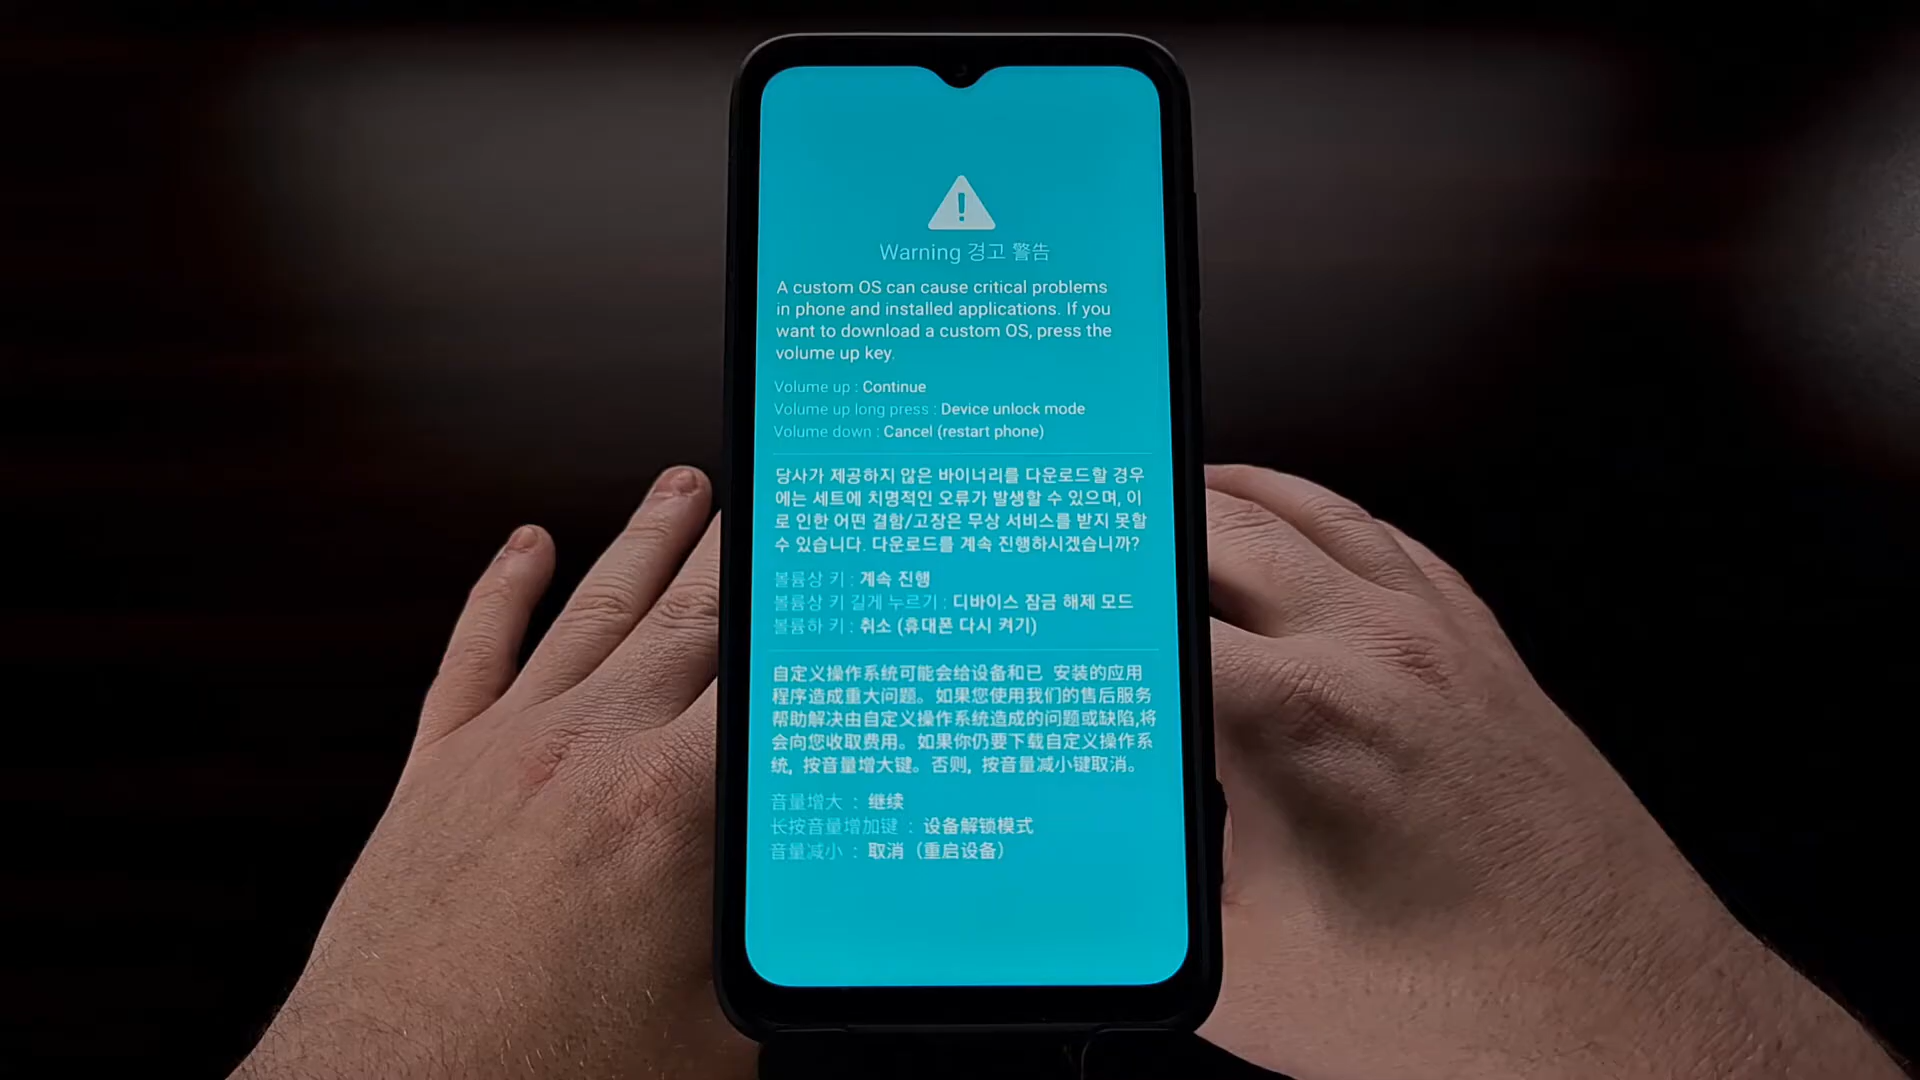 Warning 경고 警告
A custom OS can cause critical problems
in phone and installed applications. If you
want to download a custom OS, press the
volume up key.
Volume up : Continue
Volume up long press : Device unlock mode
Volume down : Cancel (restart phone)
당사가 제공하지 않은 바이너리를 다운로드할 경우
에는 세트에 치명적인 오류가 발생할 수 있으며, 이
로 인한 어떤 결함/고장은 무상 서비스를 받지 못할
수 있습니다. 다운로드를 계속 진행하시겠습니까?
볼륨상 키 : 계속 진행
볼륨상 키 길게 누르기 : 디바이스 잠금 해제 모드
볼륨하 키 : 취소 (휴대폰 다시 켜기)
自定义操作系统可能会给设备和已 安装的应用
程序造成重大问题。如果您使用我们的售后服务
帮助解决由自定义操作系统造成的问题或缺陷,将
会向您收取费用。如果你仍要下载自定义操作系
统, 按音量增大键。否则, 按音量减小键取消。
音量增大 : 继续
长按音量增加键 : 设备解锁模式
音量减小 : 取消（重启设备）